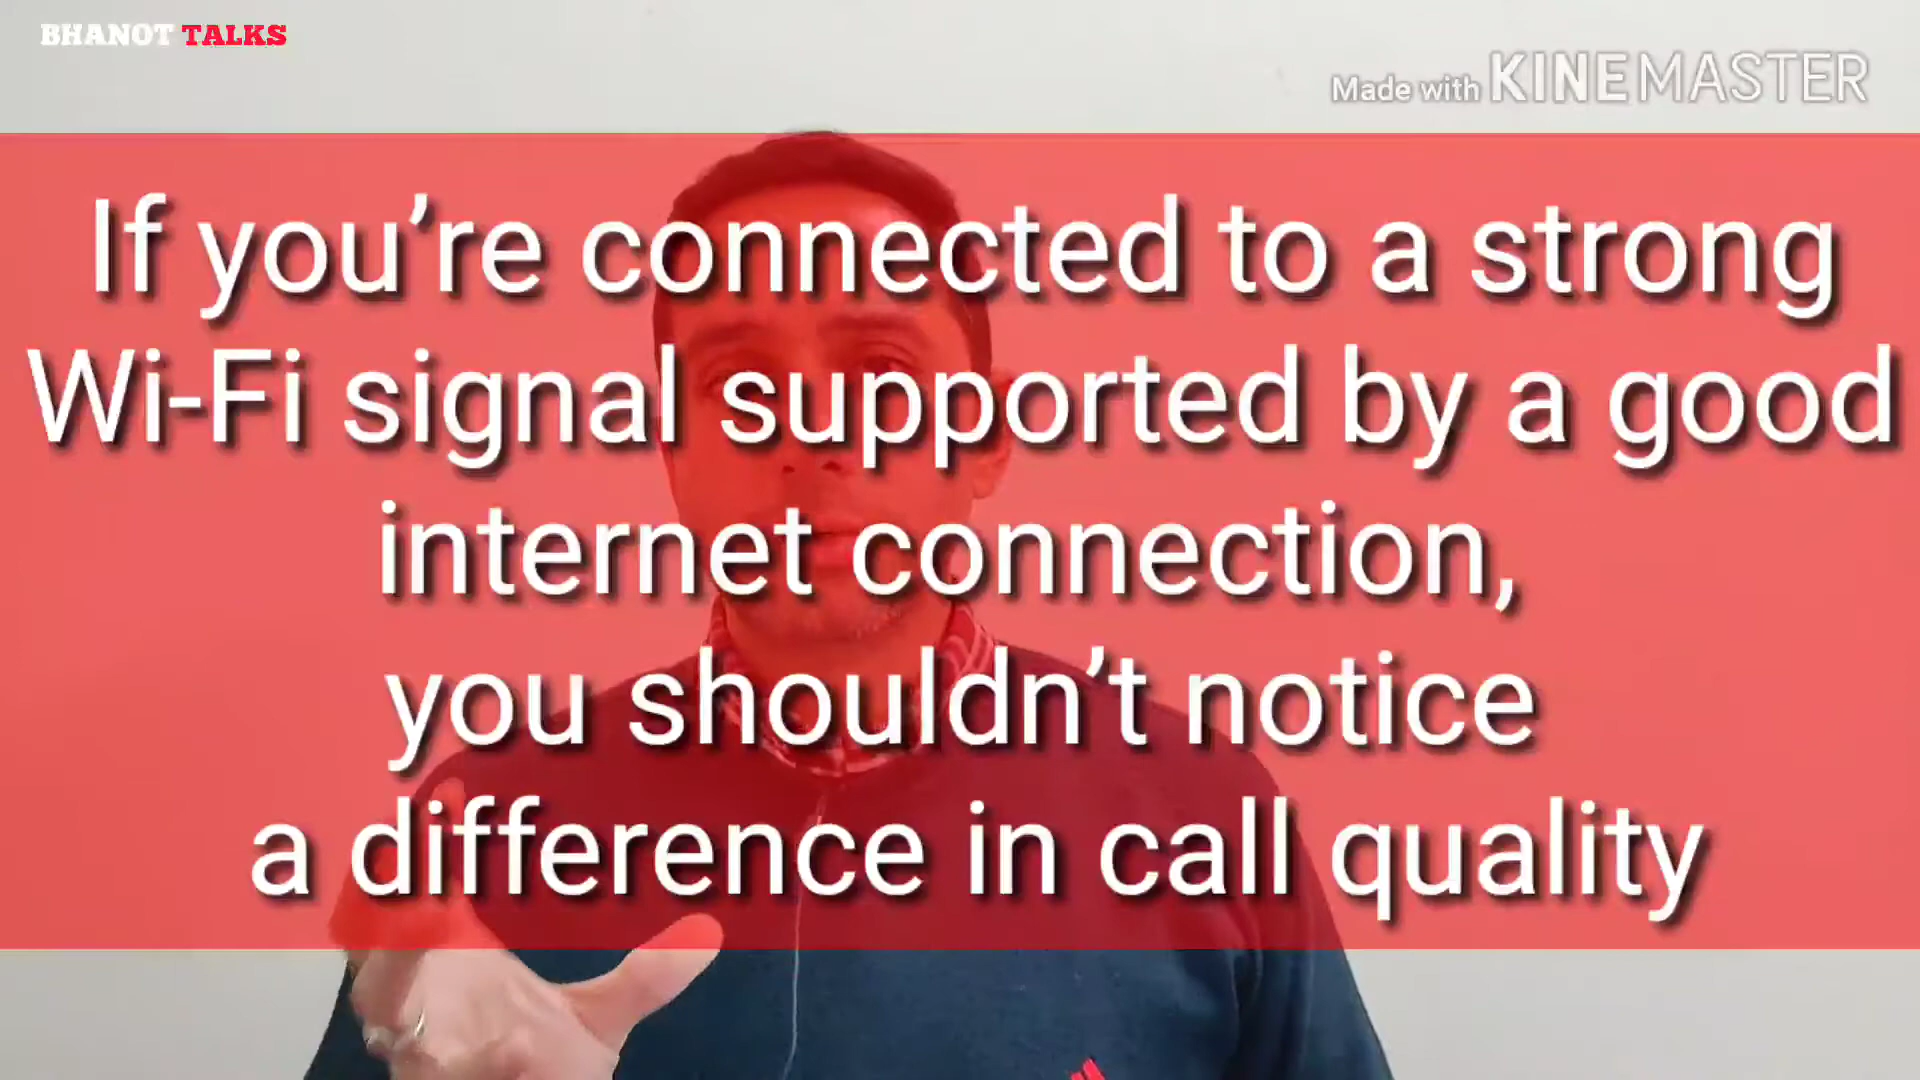 BHANOT TALKS
Made with KINEMASTER
If you’re connected to a strong
Wi-Fi signal supported by a good
internet connection,
you shouldn’t notice
a difference in call quality